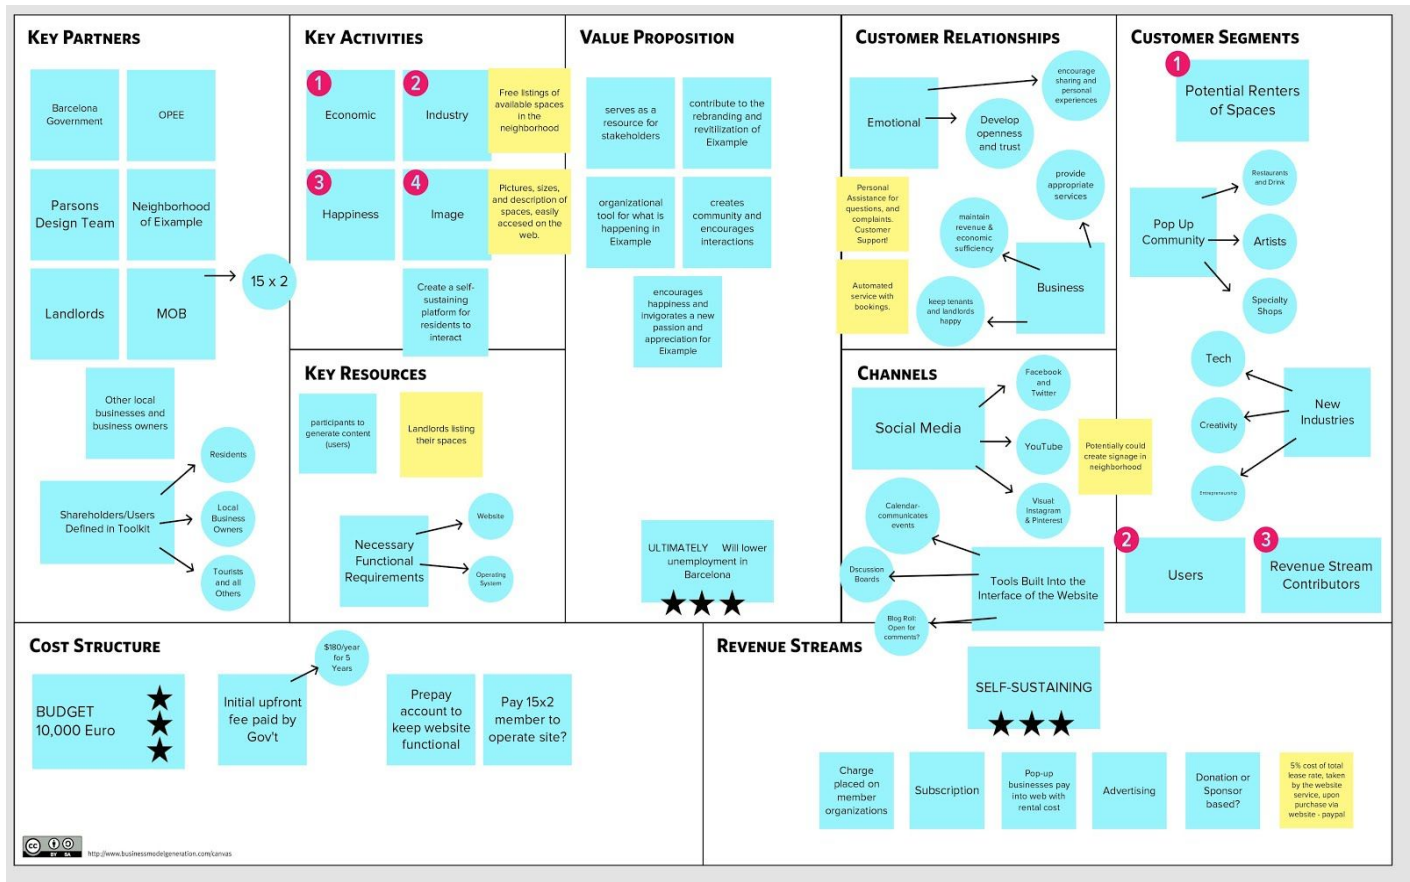 KEY PARTNERS
Barcelona
Government
OPEE
Parsons
Design Team
Neighborhood
of Eixample
Landlords
MOB
15 x 2
Other local
businesses and
business owners
Shareholders/Users
Defined in Toolkit
Residents
Local
Business
Owners
Tourists
and all
Others
KEY ACTIVITIES
1
Economic
2
Industry
Free listings of
available spaces
in the
neighborhood
3
Happiness
4
Image
Pictures, sizes,
and description of
spaces, easily
accesed on the
web.
Create a self-
sustaining
platform for
residents to
interact
KEY RESOURCES
participants to
generate content
(users)
Landlords listing
their spaces
Necessary
Functional
Requirements
Website
Operating
System
VALUE PROPOSITION
serves as a
resource for
stakeholders
contribute to the
rebranding and
revitilization of
Eixample
organizational
tool for what is
happening in
Eixample
creates
community and
encourages
interactions
encourages
happiness and
invigorates a new
passion and
appreciation for
Eixample
ULTIMATELY Will lower
unemployment in
Barcelona
CUSTOMER RELATIONSHIPS
Emotional
encourage
sharing and
personal
experiences
Develop
openness
and trust
Personal
Assistance for
questions, and
complaints.
Customer
Support!
Automated
service with
bookings.
provide
appropriate
services
maintain
revenue &
economic
sufficiency
Business
keep tenants
and landlords
happy
CHANNELS
Social Media
Facebook
and
Twitter
YouTube
Visual:
Instagram
& Pinterest
Potentially could
create signage in
neighborhood
Calendar-
communicates
events
Dscussion
Boards
Blog Roll:
Open for
comments?
Tools Built Into the
Interface of the Website
CUSTOMER SEGMENTS
1
Potential Renters
of Spaces
Pop Up
Community
Restaurants
and Drink
Artists
Specialty
Shops
New
Industries
Tech
Creativity
Entrepreneurship
2
Users
3
Revenue Stream
Contributors
COST STRUCTURE
BUDGET
10,000 Euro
Initial upfront
fee paid by
Gov't
$180/year
for 5
Years
Prepay
account to
keep website
functional
Pay 15x2
member to
operate site?
REVENUE STREAMS
SELF-SUSTAINING
Charge
placed on
member
organizations
Subscription
Pop-up
businesses pay
into web with
rental cost
Advertising
Donation or
Sponsor
based?
5% cost of total
lease rate, taken
by the website
service, upon
purchase via
website - paypal
cc
BY SA
http://www.businessmodelgeneration.com/canvas